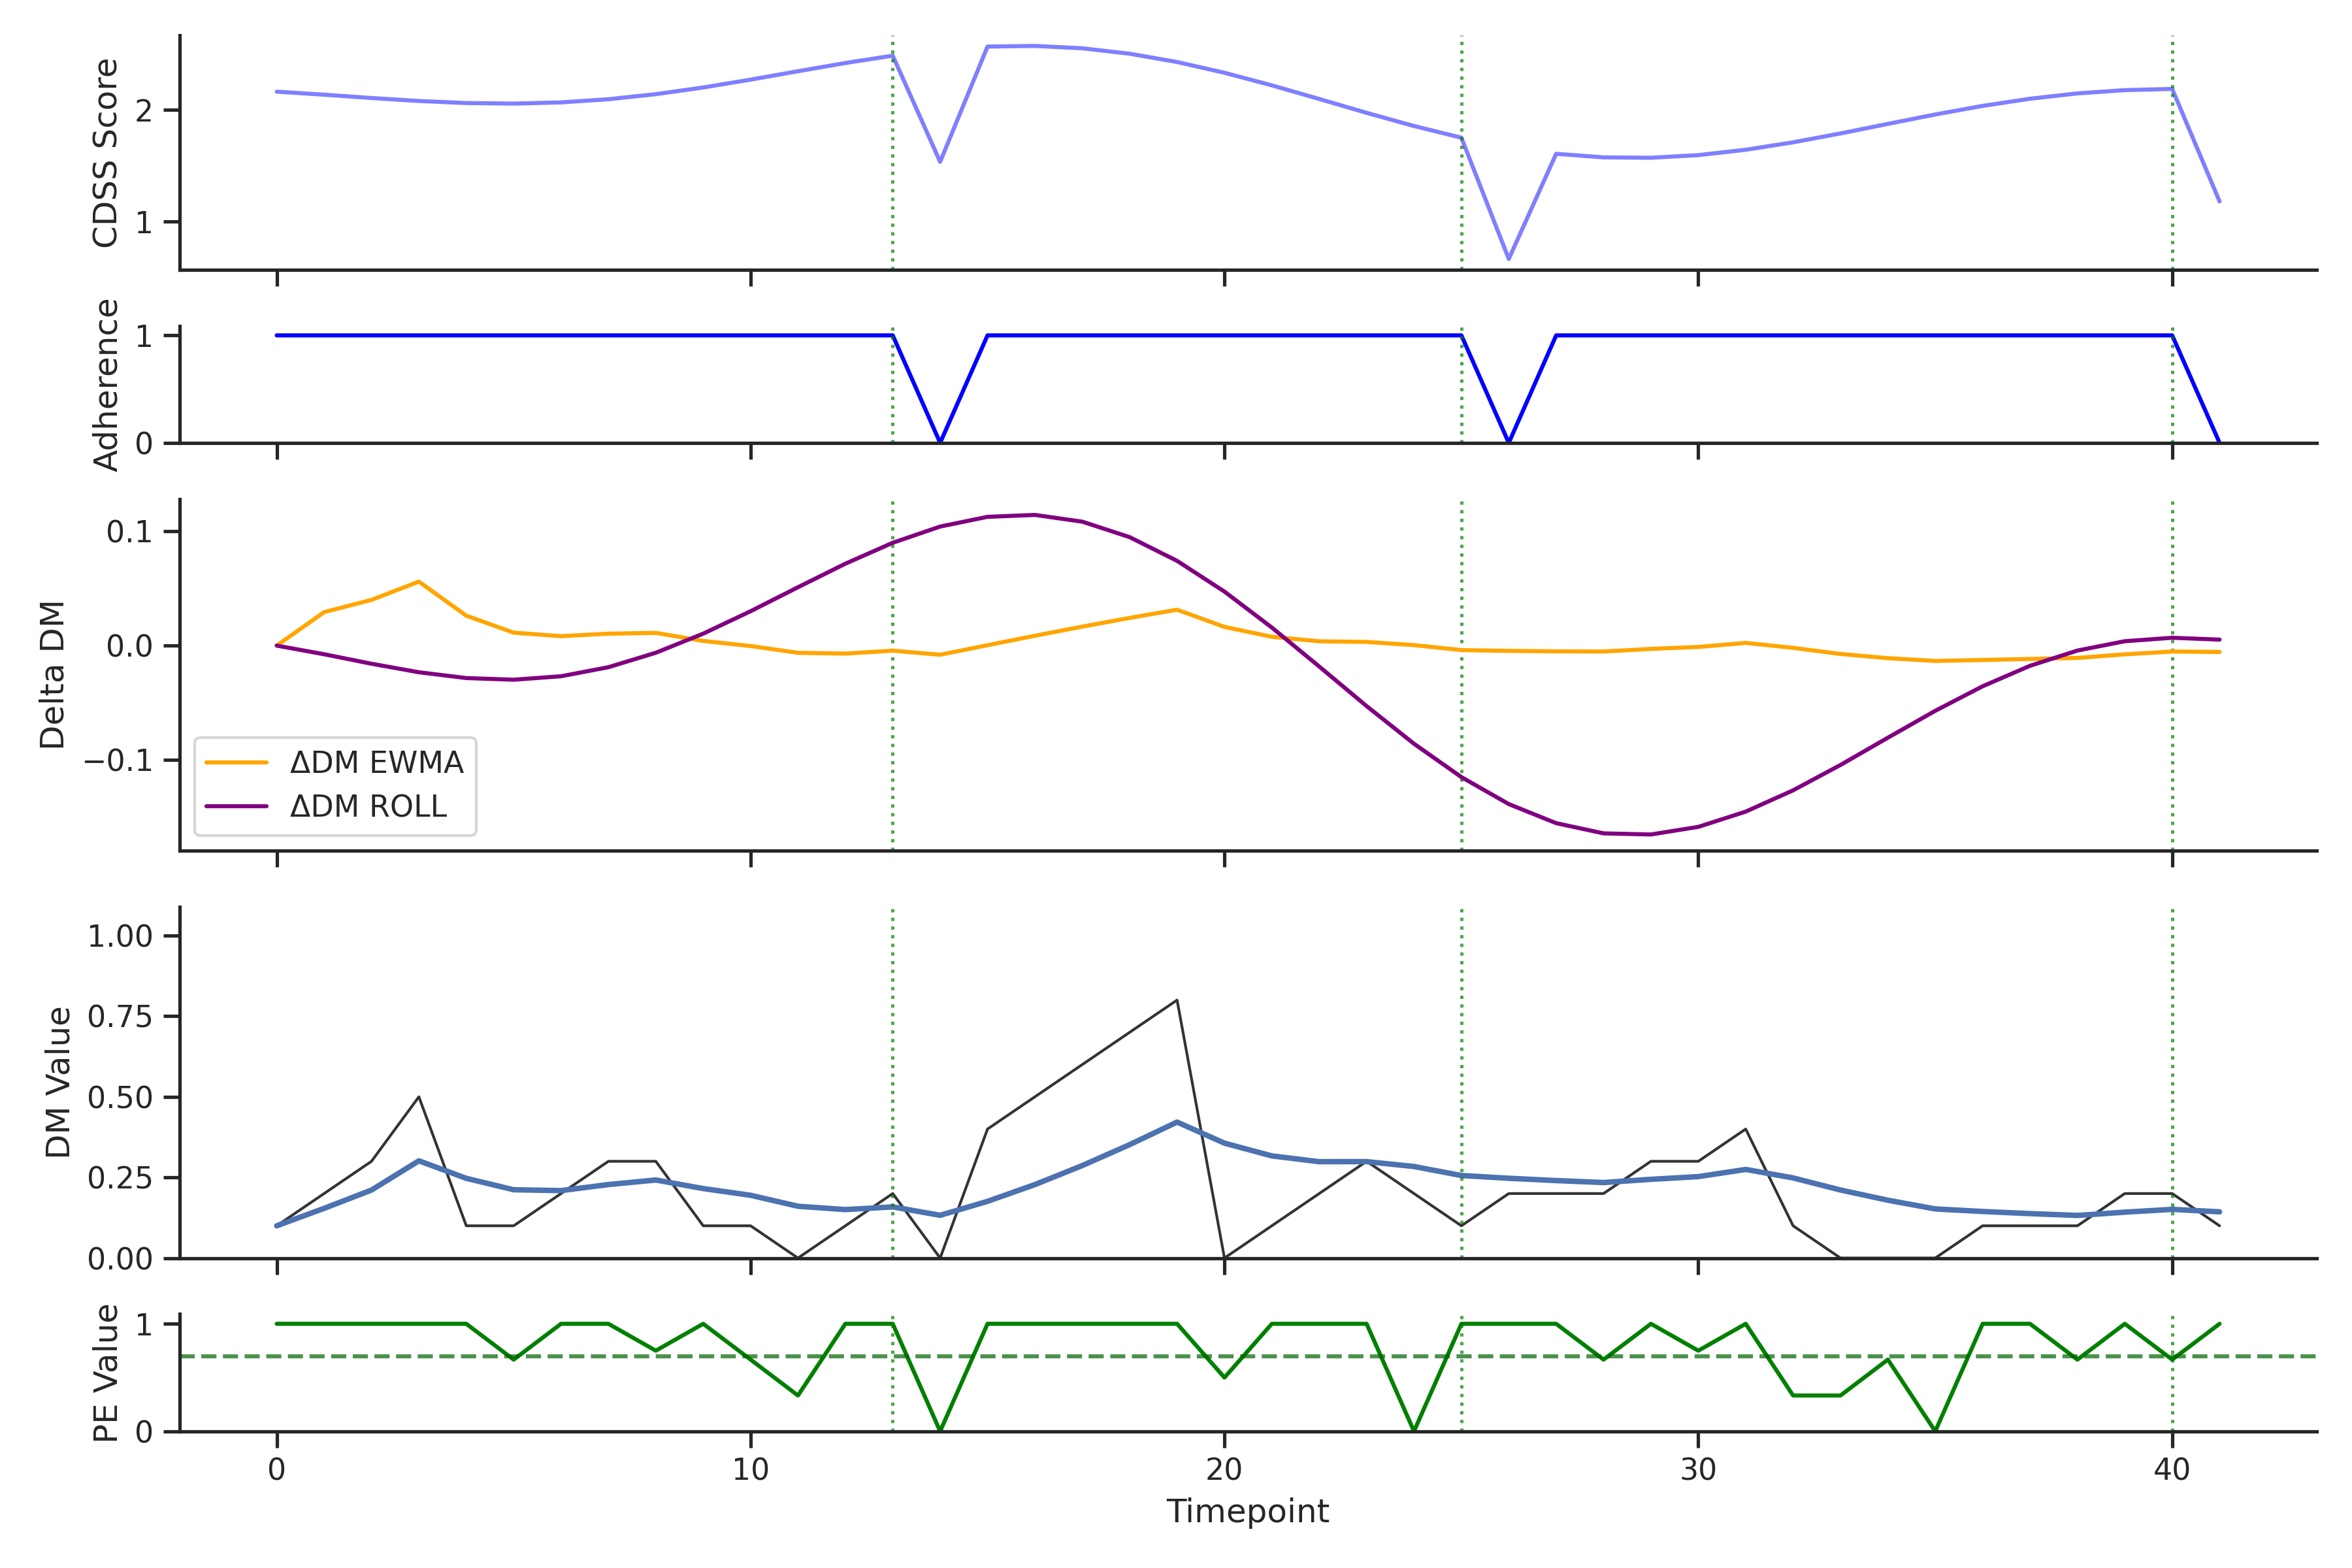 CDSS Score
2
1
Adherence
1
0
Delta DM
0.1
0.0
−0.1
ΔDM EWMA
ΔDM ROLL
DM Value
1.00
0.75
0.50
0.25
0.00
PE Value
1
0
0 10 20 30 40
Timepoint